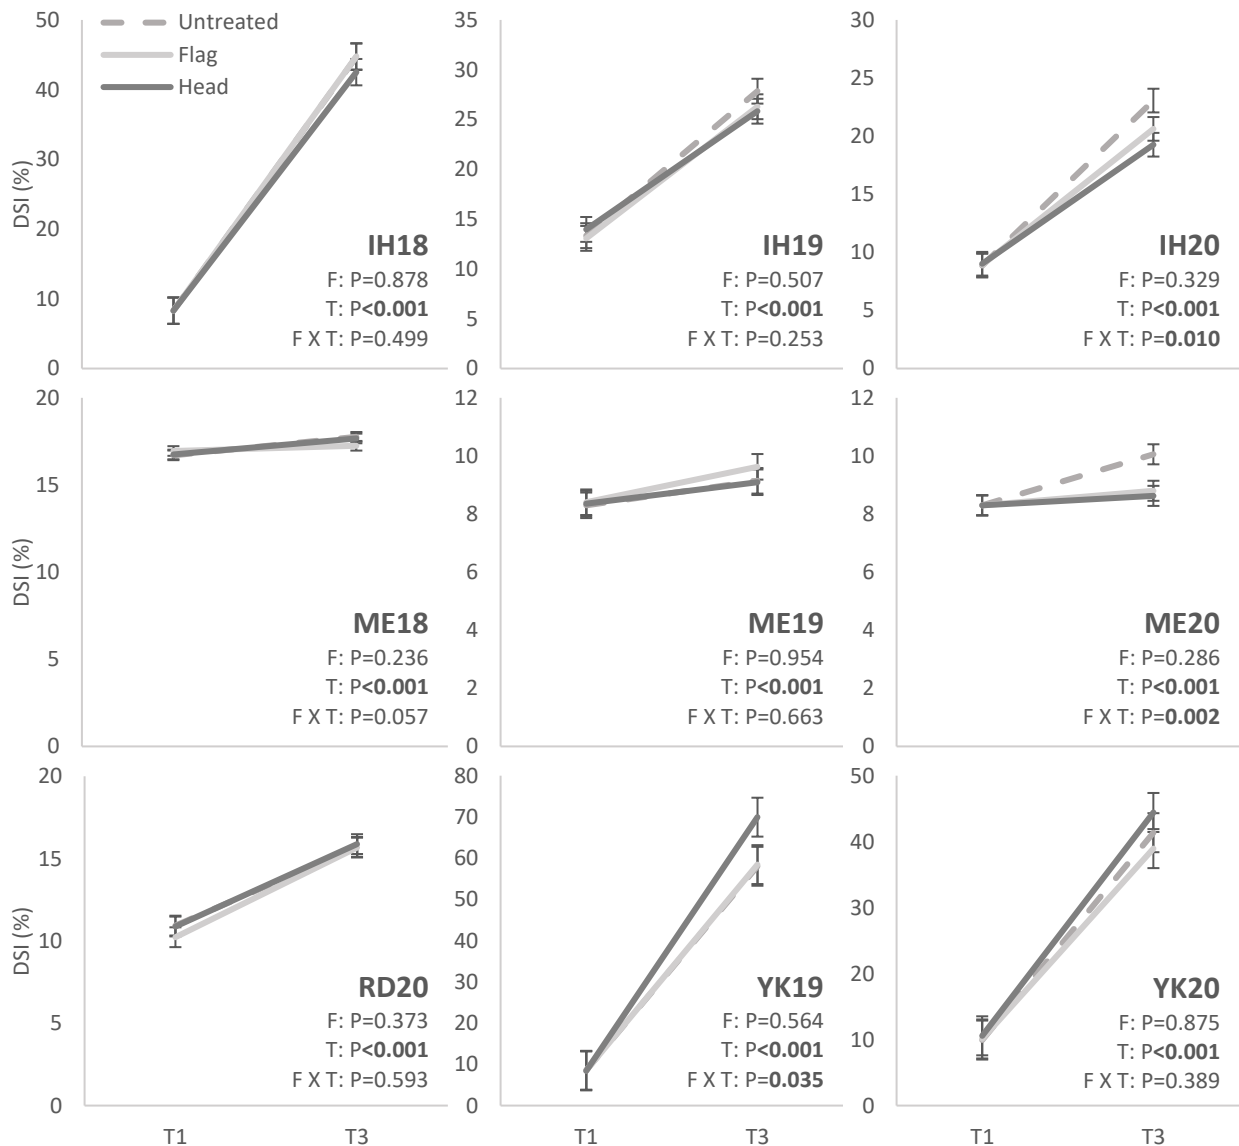 Untreated
Flag
Head
DSI (%)
50
40
30
20
10
0
IH18
F: P=0.878
T: P<0.001
F X T: P=0.499
35
30
25
20
15
10
5
0
IH19
F: P=0.507
T: P<0.001
F X T: P=0.253
30
25
20
15
10
5
0
IH20
F: P=0.329
T: P<0.001
F X T: P=0.010
DSI (%)
20
15
10
5
0
ME18
F: P=0.236
T: P<0.001
F X T: P=0.057
12
10
8
6
4
2
0
ME19
F: P=0.954
T: P<0.001
F X T: P=0.663
12
10
8
6
4
2
0
ME20
F: P=0.286
T: P<0.001
F X T: P=0.002
DSI (%)
20
15
10
5
0
RD20
F: P=0.373
T: P<0.001
F X T: P=0.593
T1 T3
80
70
60
50
40
30
20
10
0
YK19
F: P=0.564
T: P<0.001
F X T: P=0.035
T1 T3
50
40
30
20
10
0
YK20
F: P=0.875
T: P<0.001
F X T: P=0.389
T1 T3